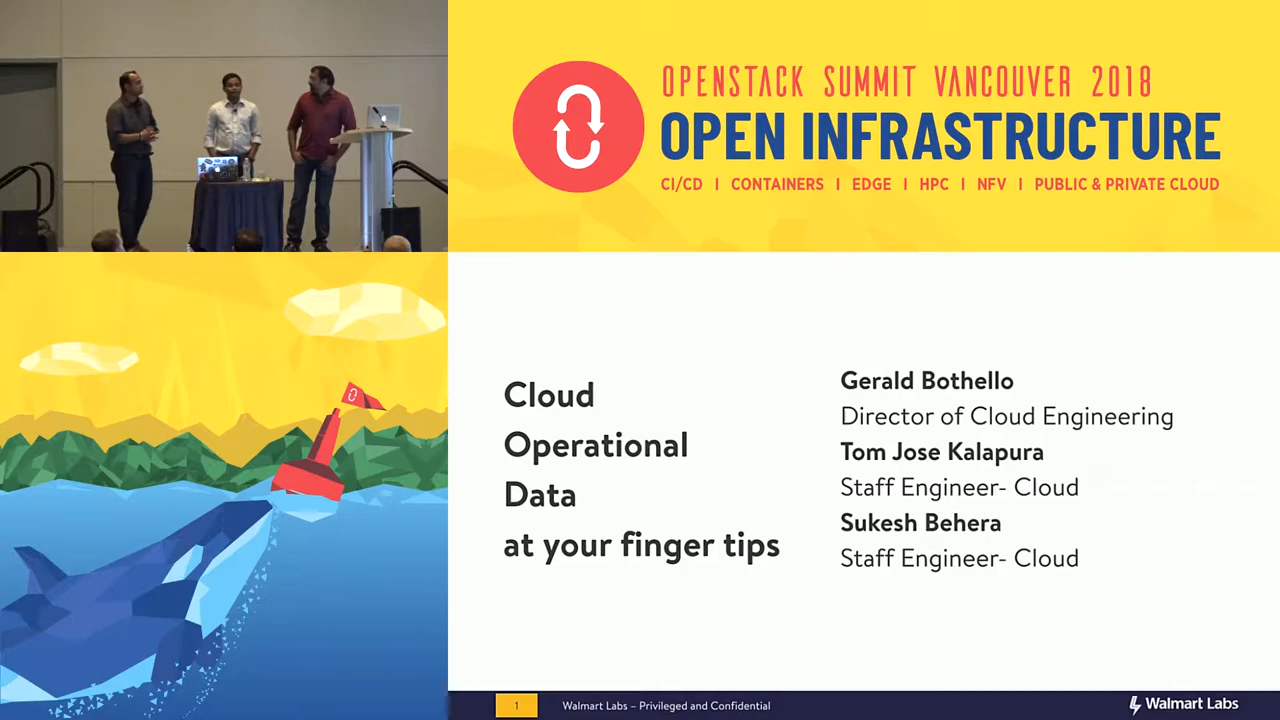 OPENSTACK SUMMIT VANCOUVER 2018
OPEN INFRASTRUCTURE
CI/CD | CONTAINERS | EDGE | HPC | NFV | PUBLIC & PRIVATE CLOUD
Cloud
Operational
Data
at your finger tips
Gerald Bothello
Director of Cloud Engineering
Tom Jose Kalapura
Staff Engineer- Cloud
Sukesh Behera
Staff Engineer- Cloud
1
Walmart Labs – Privileged and Confidential
Walmart Labs